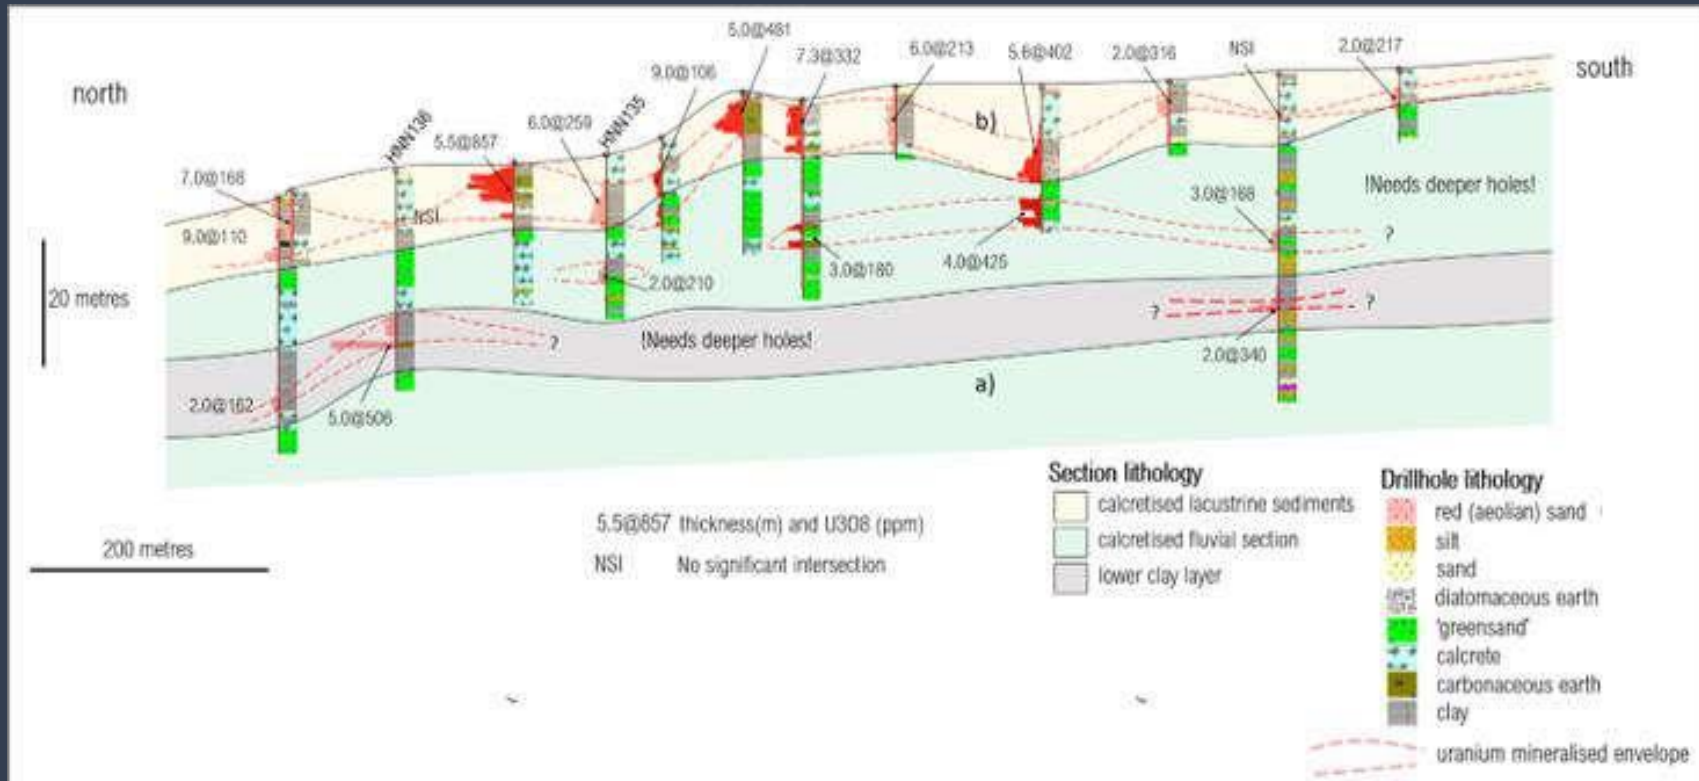 5.0@481
7.3@332
6.0@213
5.6@402
2.0@316
NSI
2.0@217
north
south
9.0@106
HNN136
5.5@857
6.0@259
HNN135
b)
7.0@168
!Needs deeper holes!
NSI
3.0@168
9.0@110
?
4.0@425
3.0@180
2.0@210
20 metres
?
?
?
!Needs deeper holes!
2.0@340
a)
2.0@162
5.0@506
Section lithology
calcretised lacustrine sediments
calcretised fluvial section
lower clay layer
Drillhole lithology
red (aeolian) sand
silt
sand
diatomaceous earth
'greensand'
calcrete
carbonaceous earth
clay
uranium mineralised envelope
5.5@857 thickness(m) and U3O8 (ppm)
NSI No significant intersection
200 metres